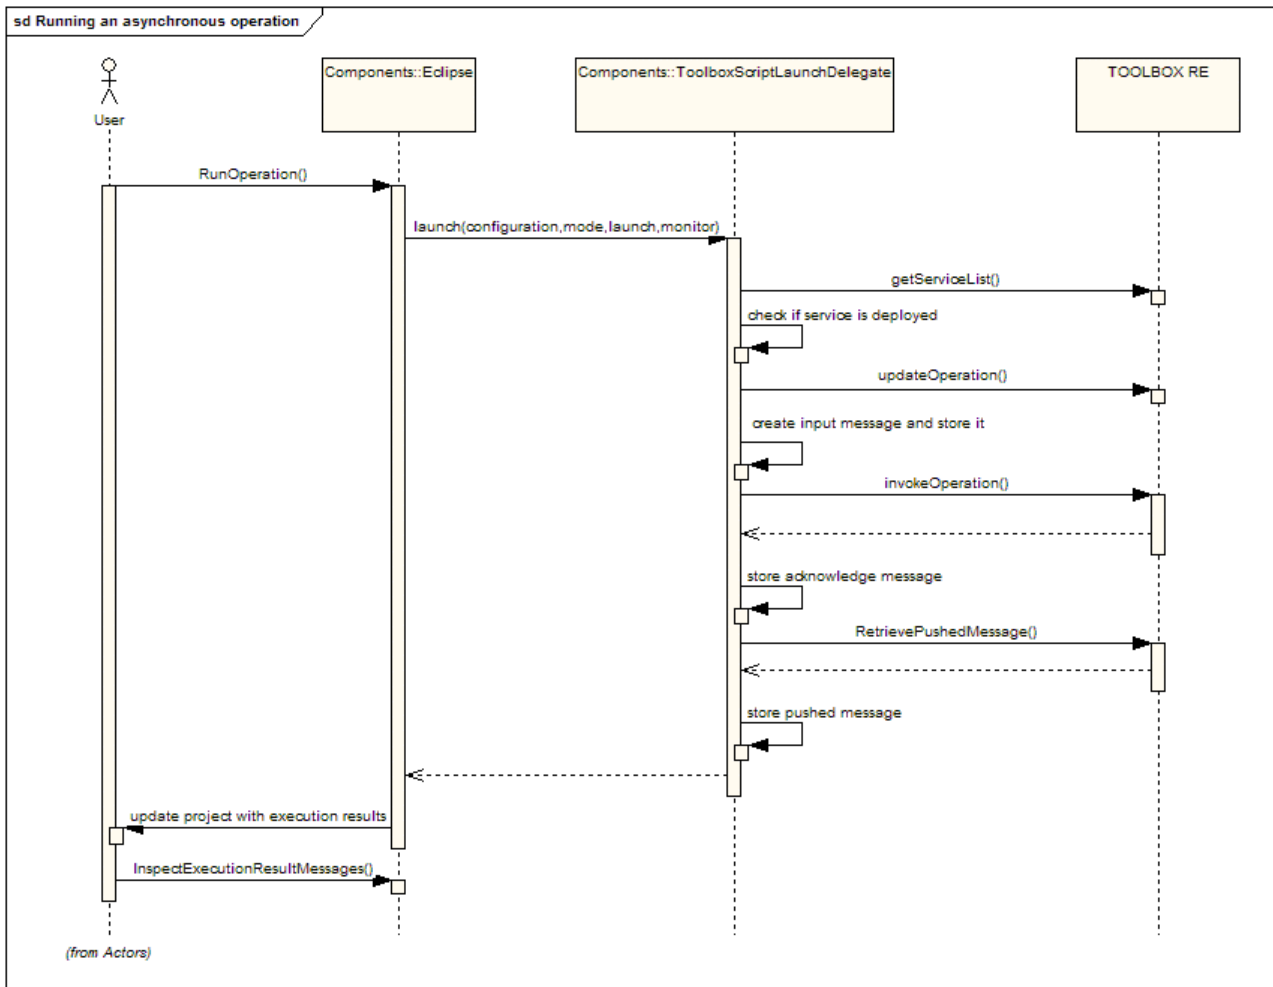 sd Running an asynchronous operation
User
Components::Eclipse
Components::ToolboxScriptLaunchDelegate
TOOLBOX RE
RunOperation()
launch(configuration,mode,launch,monitor)
getServiceList()
check if service is deployed
updateOperation()
create input message and store it
invokeOperation()
store acknowledge message
RetrievePushedMessage()
store pushed message
update project with execution results
InspectExecutionResultMessages()
(from Actors)